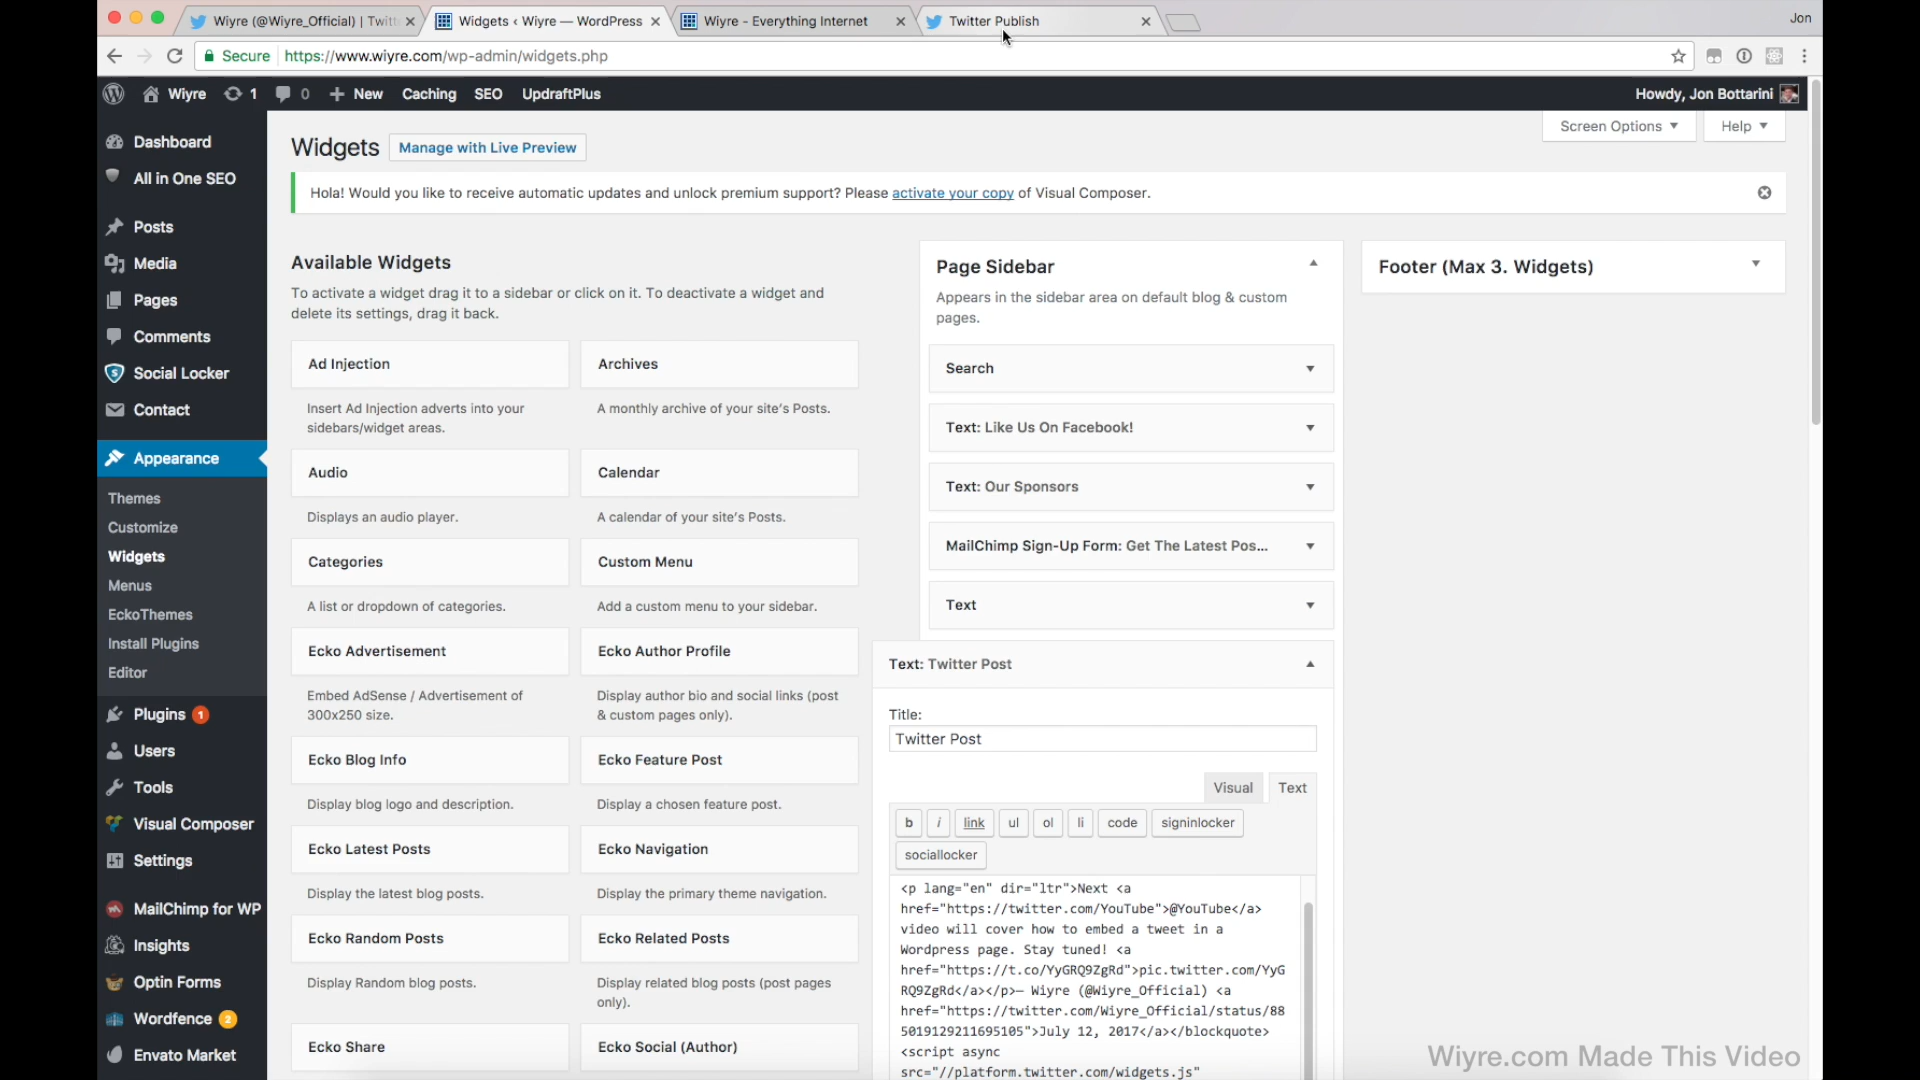 Wiyre (@Wiyre_Official) | Twitt
Widgets ‹ Wiyre — WordPress
Wiyre - Everything Internet
Twitter Publish
Jon
Secure https://www.wiyre.com/wp-admin/widgets.php
Wiyre 1 0 New Caching SEO UpdraftPlus
Howdy, Jon Bottarini
Dashboard
All in One SEO
Posts
Media
Pages
Comments
Social Locker
Contact
Appearance
Themes
Customize
Widgets
Menus
EckoThemes
Install Plugins
Editor
Plugins 1
Users
Tools
Visual Composer
Settings
MailChimp for WP
Insights
Optin Forms
Wordfence 2
Envato Market
Screen Options
Help
Widgets
Manage with Live Preview
Hola! Would you like to receive automatic updates and unlock premium support? Please activate your copy of Visual Composer.
Available Widgets
To activate a widget drag it to a sidebar or click on it. To deactivate a widget and
delete its settings, drag it back.
Ad Injection
Insert Ad Injection adverts into your
sidebars/widget areas.
Archives
A monthly archive of your site's Posts.
Audio
Displays an audio player.
Calendar
A calendar of your site's Posts.
Categories
A list or dropdown of categories.
Custom Menu
Add a custom menu to your sidebar.
Ecko Advertisement
Embed AdSense / Advertisement of
300x250 size.
Ecko Author Profile
Display author bio and social links (post
& custom pages only).
Ecko Blog Info
Display blog logo and description.
Ecko Feature Post
Display a chosen feature post.
Ecko Latest Posts
Display the latest blog posts.
Ecko Navigation
Display the primary theme navigation.
Ecko Random Posts
Display Random blog posts.
Ecko Related Posts
Display related blog posts (post pages
only).
Ecko Share
Ecko Social (Author)
Page Sidebar
Appears in the sidebar area on default blog & custom
pages.
Search
Text: Like Us On Facebook!
Text: Our Sponsors
MailChimp Sign-Up Form: Get The Latest Pos...
Text
Text: Twitter Post
Title:
Twitter Post
Visual
Text
b i link ul ol li code signinlocker
sociallocker
<p lang="en" dir="ltr">Next <a
href="https://twitter.com/YouTube">@YouTube</a>
video will cover how to embed a tweet in a
Wordpress page. Stay tuned! <a
href="https://t.co/YyGRQ9ZgRd">pic.twitter.com/YyG
RQ9ZgRd</a></p>— Wiyre (@Wiyre_Official) <a
href="https://twitter.com/Wiyre_Official/status/88
5019129211695105">July 12, 2017</a></blockquote>
<script async
src="//platform.twitter.com/widgets.js"
Footer (Max 3. Widgets)
Wiyre.com Made This Video